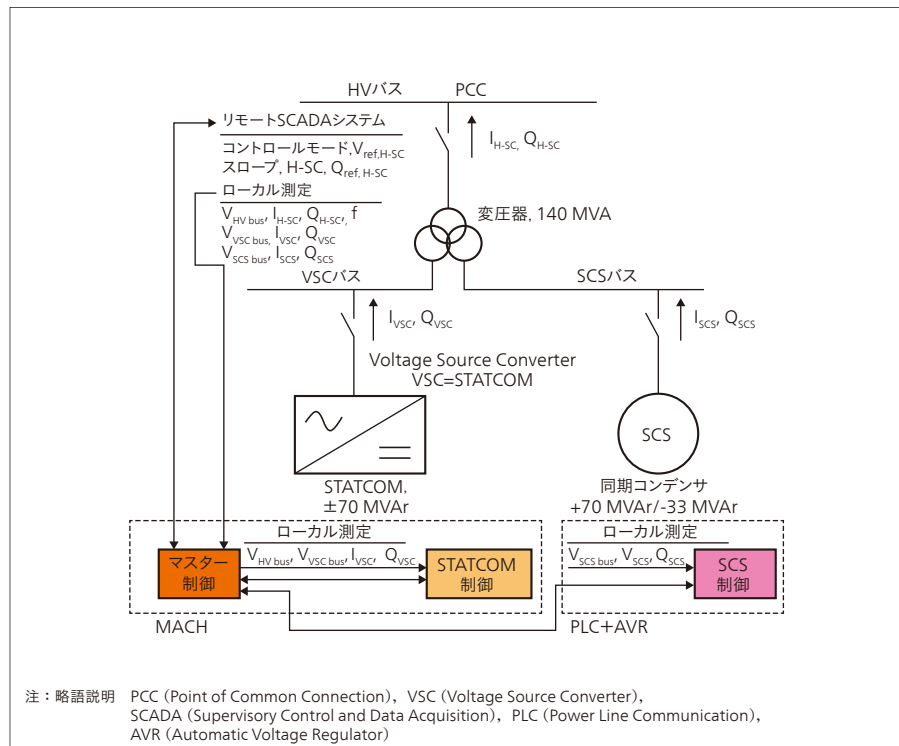 HVバス PCC
リモートSCADAシステム
コントロールモード,Vref,H-SC
スロープ, H-SC, Qref, H-SC
IH-SC, QH-SC
ローカル測定
VHV bus, IH-SC, QH-SC, f
VVSC bus, IVSC, QVSC
VSCS bus, ISCS, QSCS
変圧器, 140 MVA
VSCバス
SCSバス
IVSC, QVSC
ISCS, QSCS
Voltage Source Converter
VSC=STATCOM
SCS
STATCOM,
±70 MVAr
同期コンデンサ
+70 MVAr/-33 MVAr
ローカル測定
VHV bus, VVSC bus, IVSC, QVSC
マスター
制御
STATCOM
制御
MACH
ローカル測定
VSCS bus, VSCS, QSCS
SCS
制御
PLC+AVR
注：略語説明 PCC（Point of Common Connection），VSC（Voltage Source Converter），
SCADA（Supervisory Control and Data Acquisition），PLC（Power Line Communication），
AVR（Automatic Voltage Regulator）